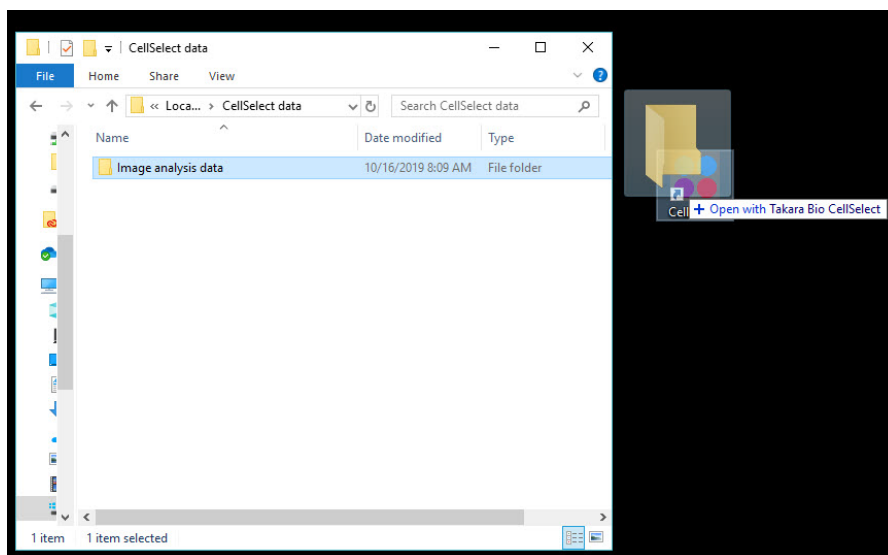 CellSelect data
File Home Share View
« Loca... > CellSelect data Search CellSelect data
Name Date modified Type
Image analysis data 10/16/2019 8:09 AM File folder
Cell
+ Open with Takara Bio CellSelect
1 item 1 item selected